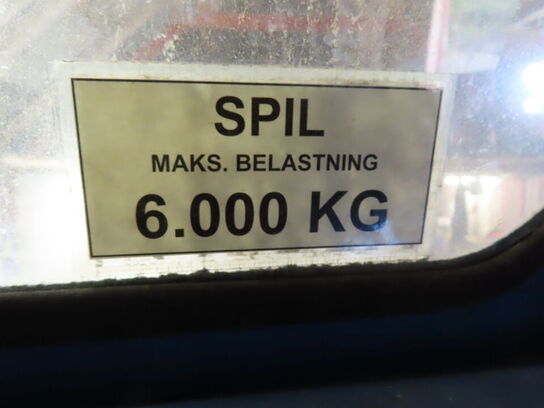 SPIL
MAKS. BELASTNING
6.000 KG